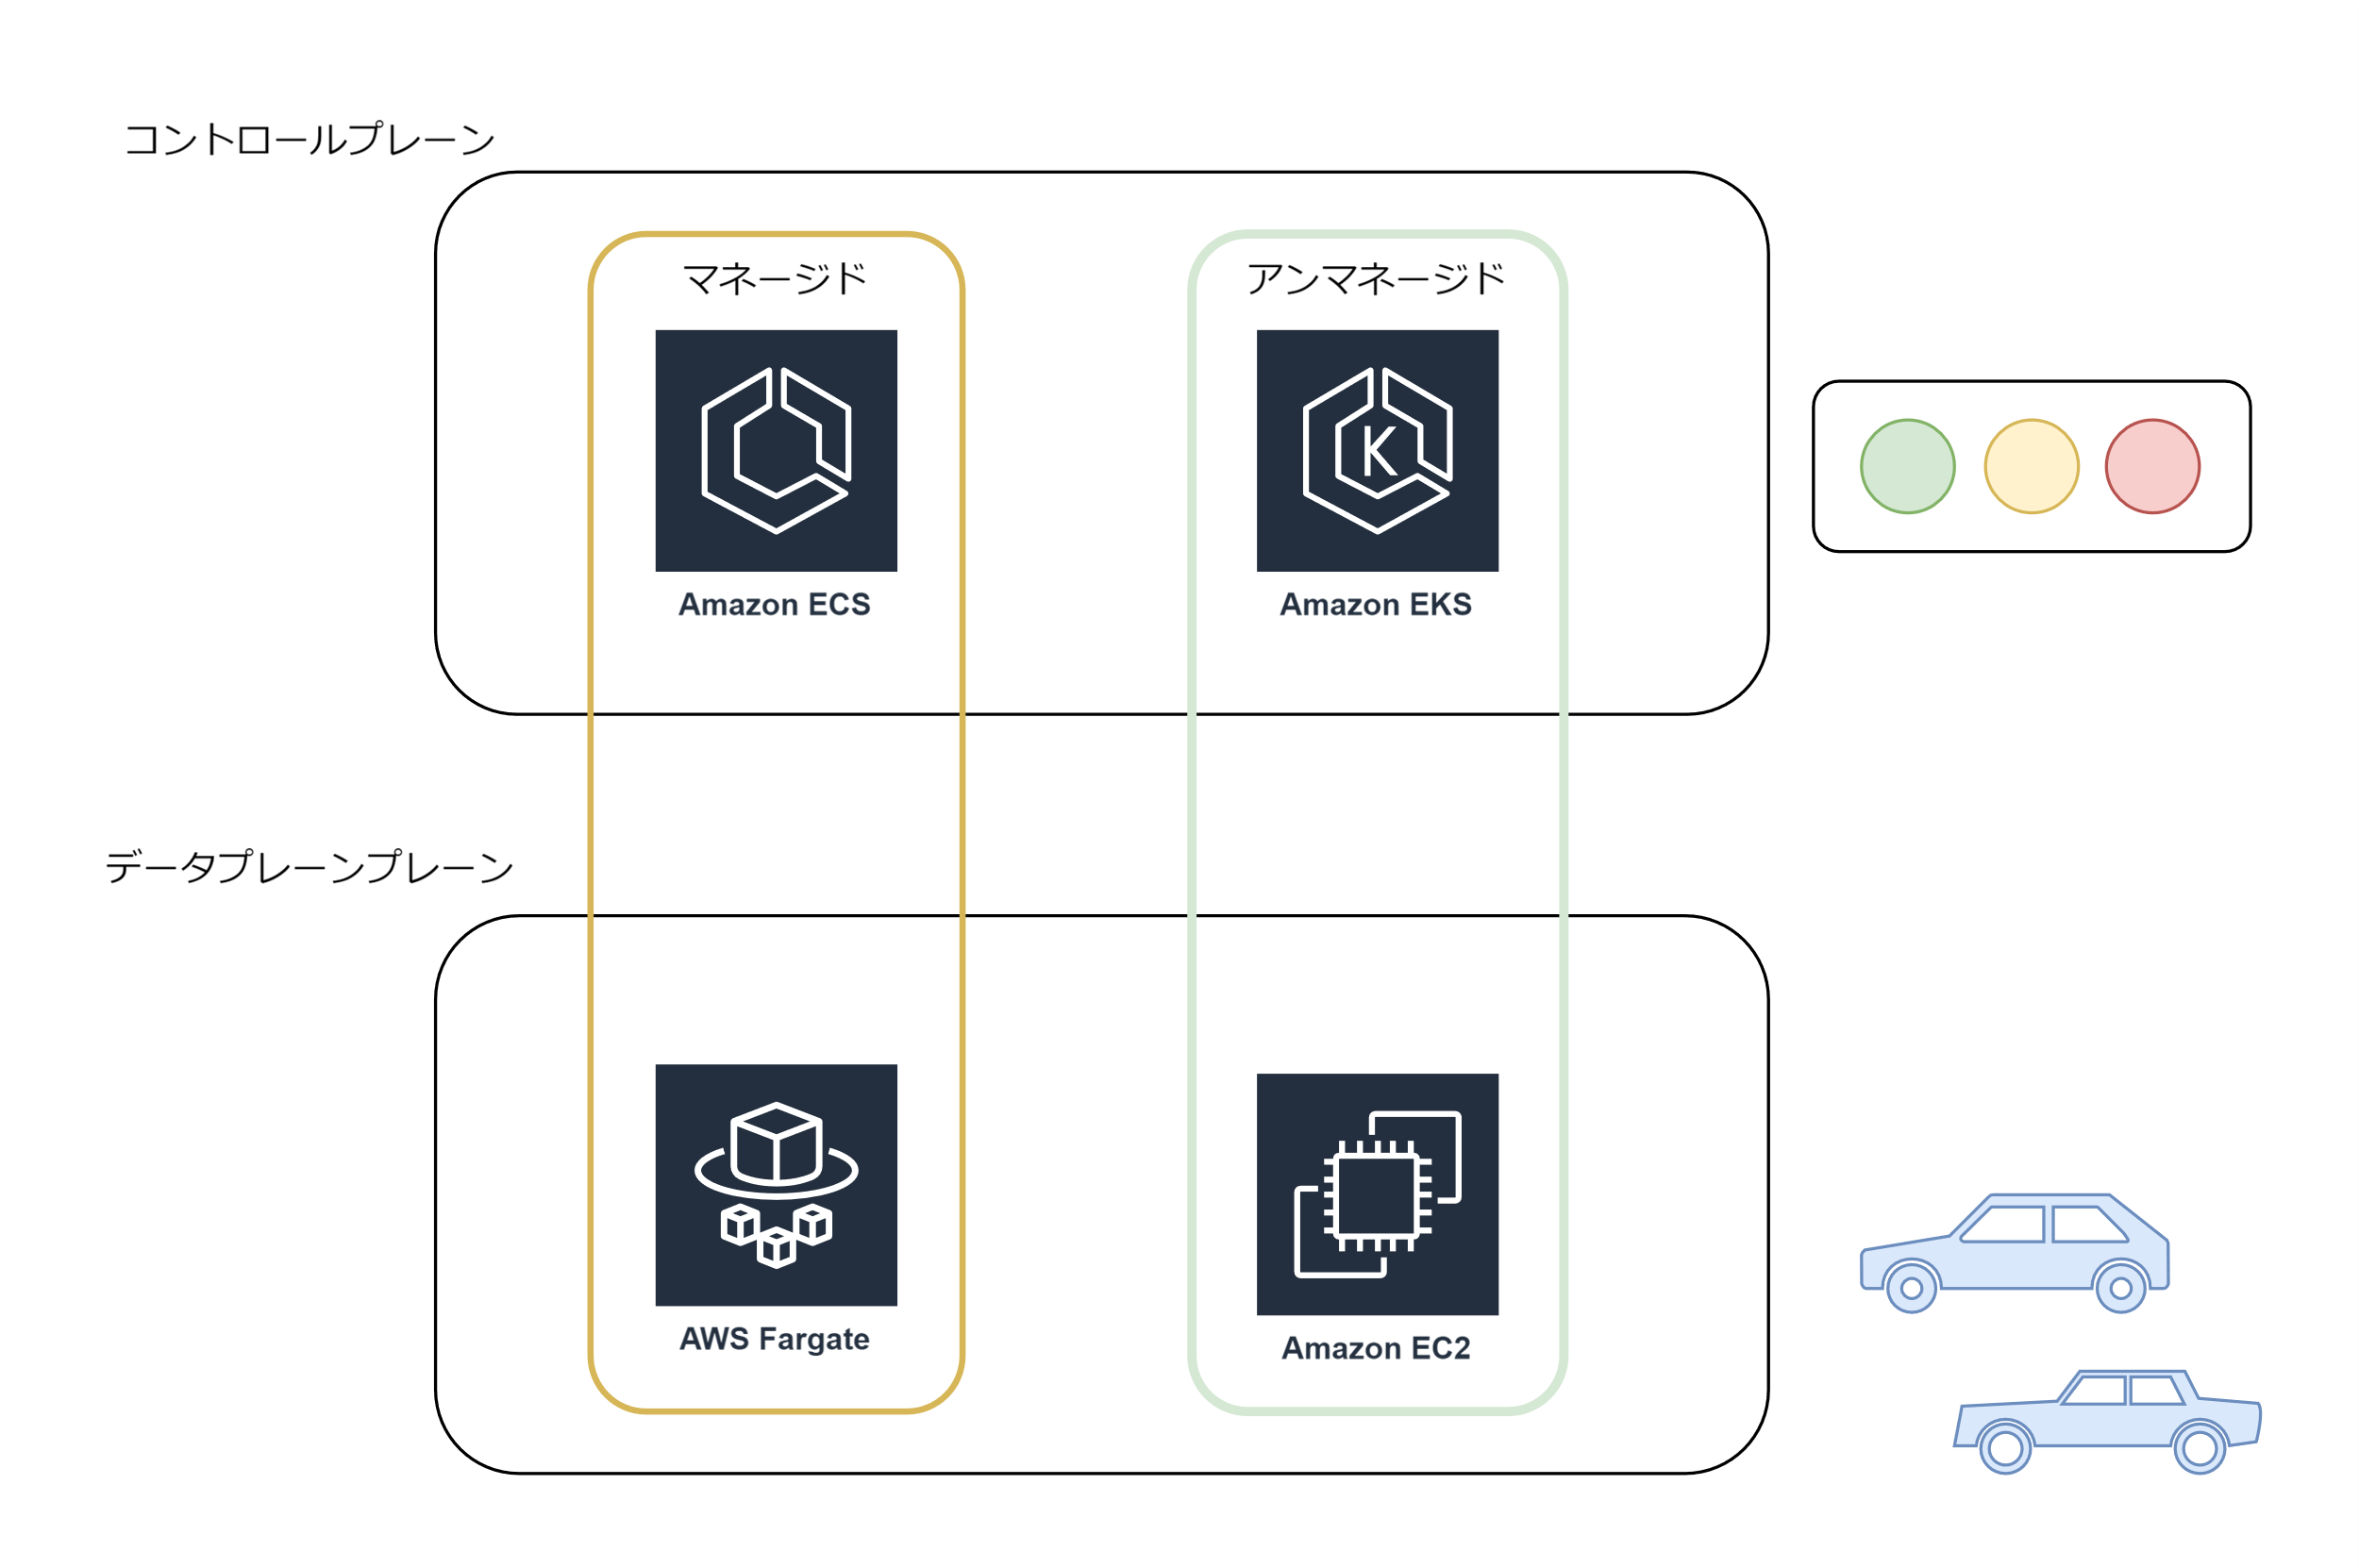 コントロールプレーン
マネージド
アンマネージド
Amazon ECS
Amazon EKS
データプレーンプレーン
AWS Fargate
Amazon EC2